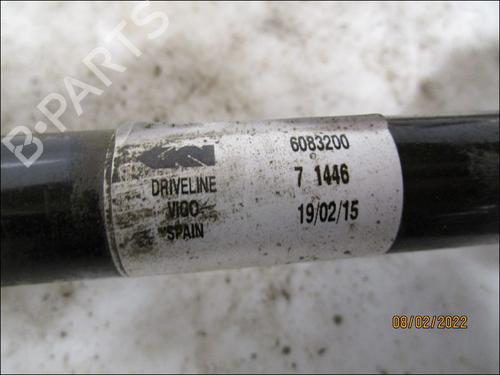 B-PARTS
6083200
DRIVELINE 7 1446
VIGO 19/02/15
SPAIN
08/02/2022